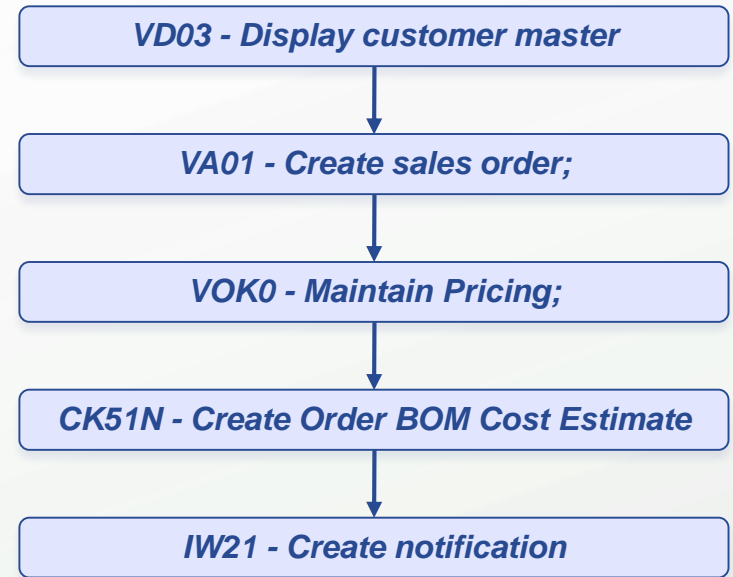 VD03 - Display customer master
VA01 - Create sales order;
VOK0 - Maintain Pricing;
CK51N - Create Order BOM Cost Estimate
IW21 - Create notification